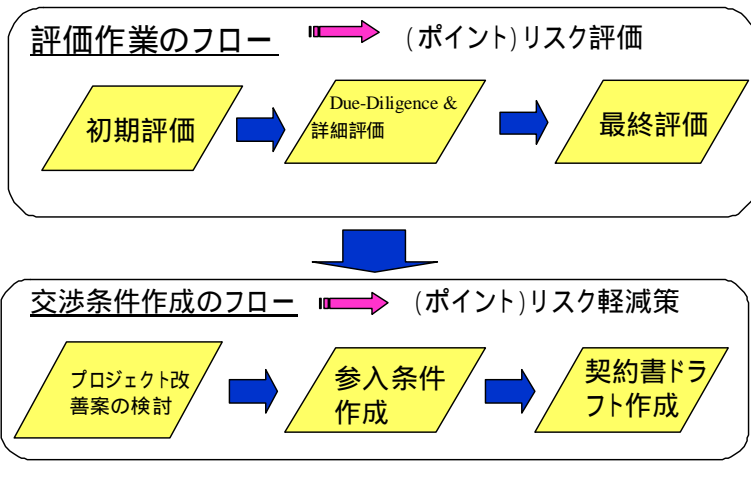 評価作業のフロー (ポイント)リスク評価
初期評価
Due-Diligence &
詳細評価
最終評価
交渉条件作成のフロー (ポイント)リスク軽減策
プロジェクト改
善案の検討
参入条件
作成
契約書ドラ
フト作成